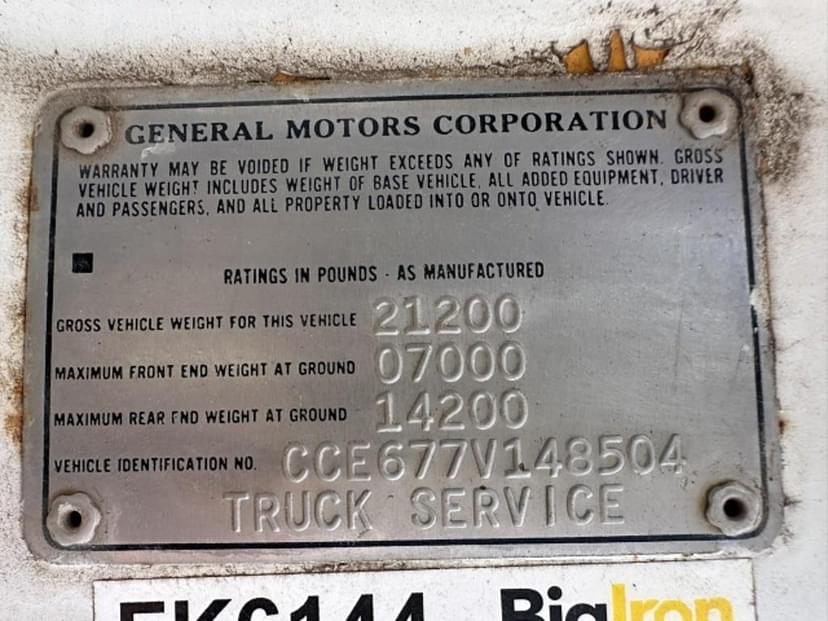 GENERAL MOTORS CORPORATION
WARRANTY MAY BE VOIDED IF WEIGHT EXCEEDS ANY OF RATINGS SHOWN. GROSS
VEHICLE WEIGHT INCLUDES WEIGHT OF BASE VEHICLE, ALL ADDED EQUIPMENT, DRIVER
AND PASSENGERS, AND ALL PROPERTY LOADED INTO OR ONTO VEHICLE.
RATINGS IN POUNDS - AS MANUFACTURED
GROSS VEHICLE WEIGHT FOR THIS VEHICLE 21200
MAXIMUM FRONT END WEIGHT AT GROUND 07000
MAXIMUM REAR END WEIGHT AT GROUND 14200
VEHICLE IDENTIFICATION NO. CCE677V148504
TRUCK SERVICE
BigIron